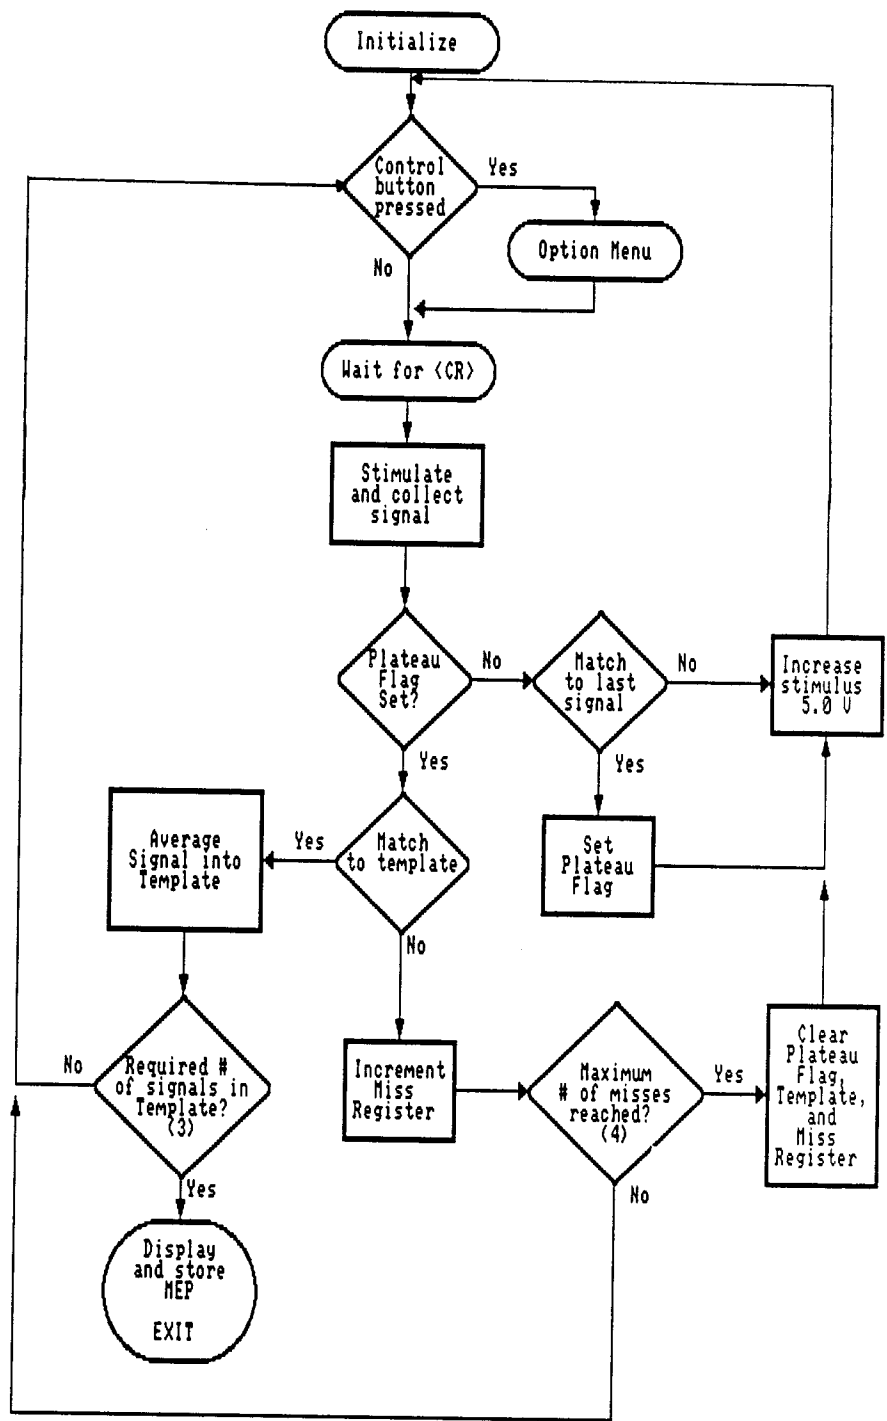 Initialize
Control
button
pressed
Yes
Option Menu
No
Wait for <CR>
Stimulate
and collect
signal
Plateau
Flag
Set?
No
Match
to last
signal
No
Increase
stimulus
5.0 V
Yes
Yes
Average
Signal into
Template
Yes
Match
to template
Set
Plateau
Flag
No
Required #
of signals in
Template?
(3)
No
Increment
Miss
Register
Maximum
# of misses
reached?
(4)
Yes
Clear
Plateau
Flag,
Template,
and
Miss
Register
Yes
No
Display
and store
MEP
EXIT